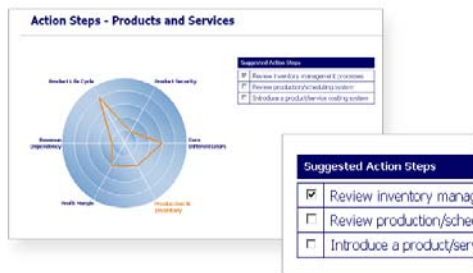 Action Steps - Products and Services
Product Life Cycle
Product Security
Suggested Action Steps
Review inventory management processes
Review production/scheduling system
Introduce a product/service costing system
Revenue
Dependency
Core
Differentiators
Profit Margin
Production &
Inventory
Suggested Action Steps
Review inventory manag
Review production/sche
Introduce a product/serv